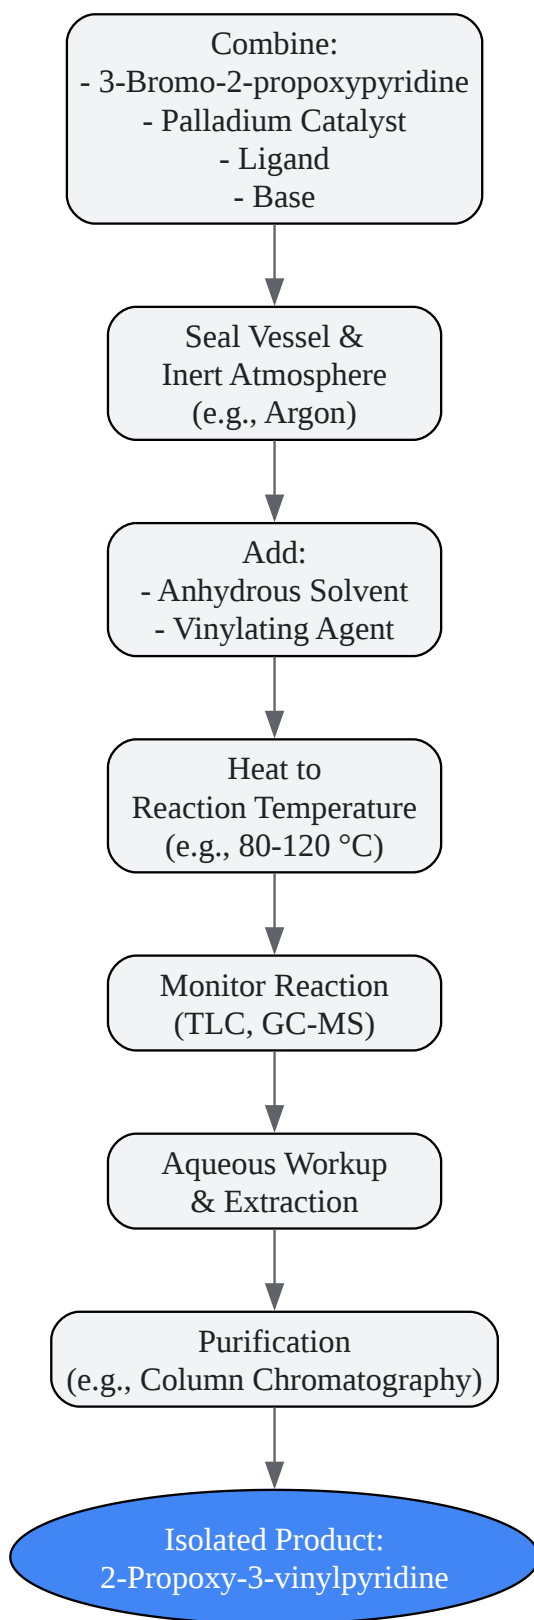 Combine:
- 3-Bromo-2-propoxypyridine
- Palladium Catalyst
- Ligand
- Base
Seal Vessel &
Inert Atmosphere
(e.g., Argon)
Add:
- Anhydrous Solvent
- Vinylating Agent
Heat to
Reaction Temperature
(e.g., 80-120 °C)
Monitor Reaction
(TLC, GC-MS)
Aqueous Workup
& Extraction
Purification
(e.g., Column Chromatography)
Isolated Product:
2-Propoxy-3-vinylpyridine